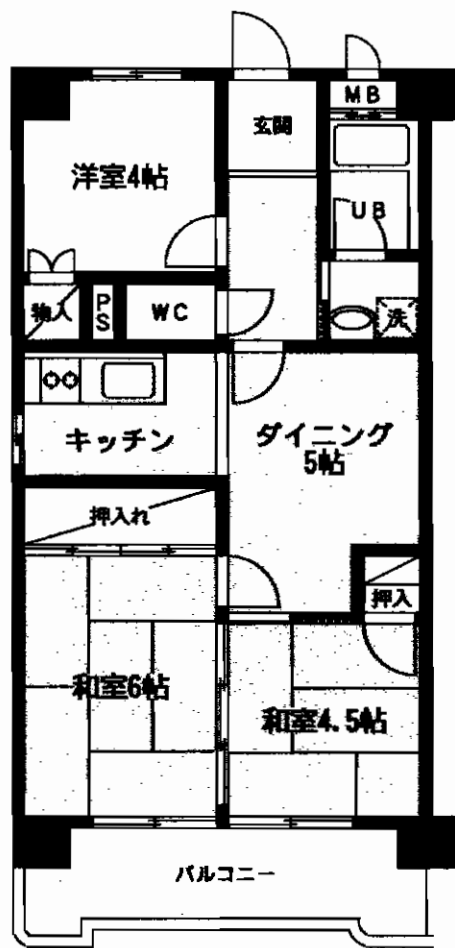 MB
玄関
洋室4帖
UB
物入
PS
WC
洗
キッチン
ダイニング
5帖
押入れ
押入
和室6帖
和室4.5帖
バルコニー